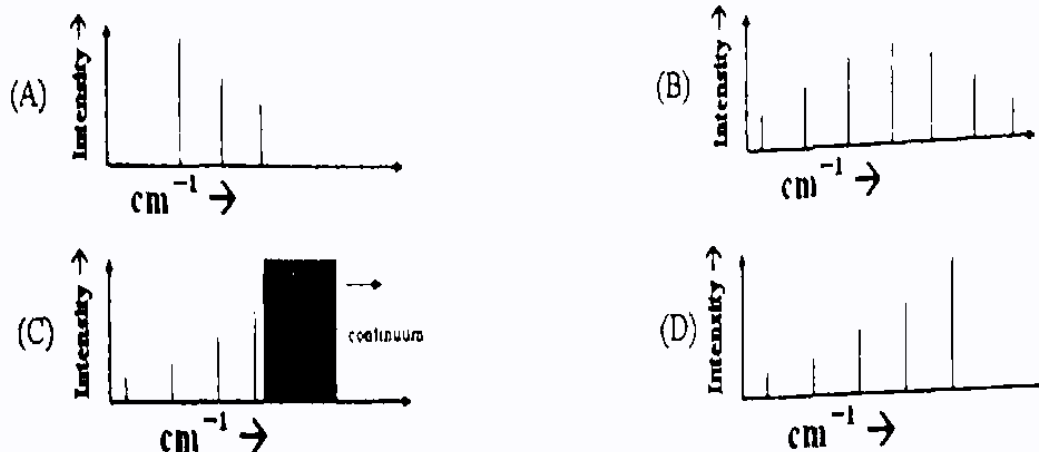 (A)
Intensity →
cm⁻¹ →
(B)
Intensity →
cm⁻¹ →
(C)
Intensity →
continuum
cm⁻¹ →
(D)
Intensity →
cm⁻¹ →